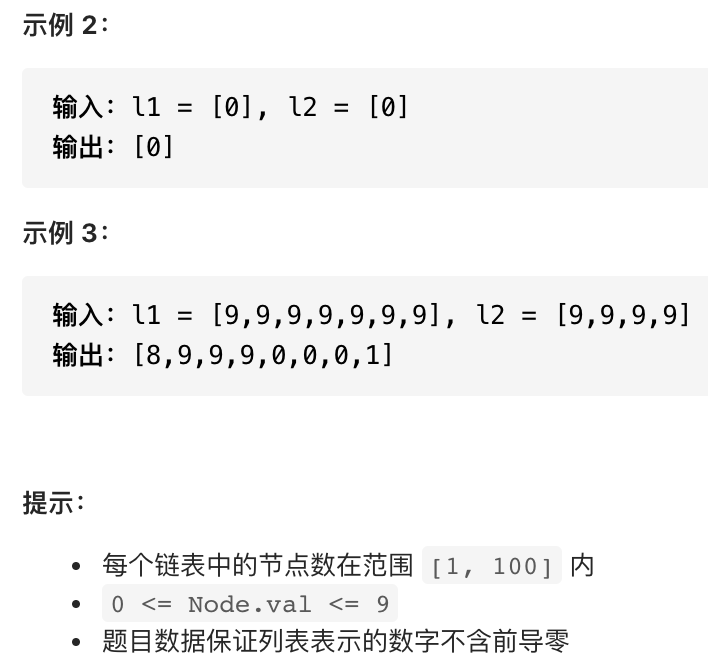 示例 2：
输入：l1 = [0], l2 = [0]
输出：[0]
示例 3：
输入：l1 = [9,9,9,9,9,9,9], l2 = [9,9,9,9]
输出：[8,9,9,9,0,0,0,1]
提示：
• 每个链表中的节点数在范围 [1, 100] 内
• 0 <= Node.val <= 9
• 题目数据保证列表表示的数字不含前导零